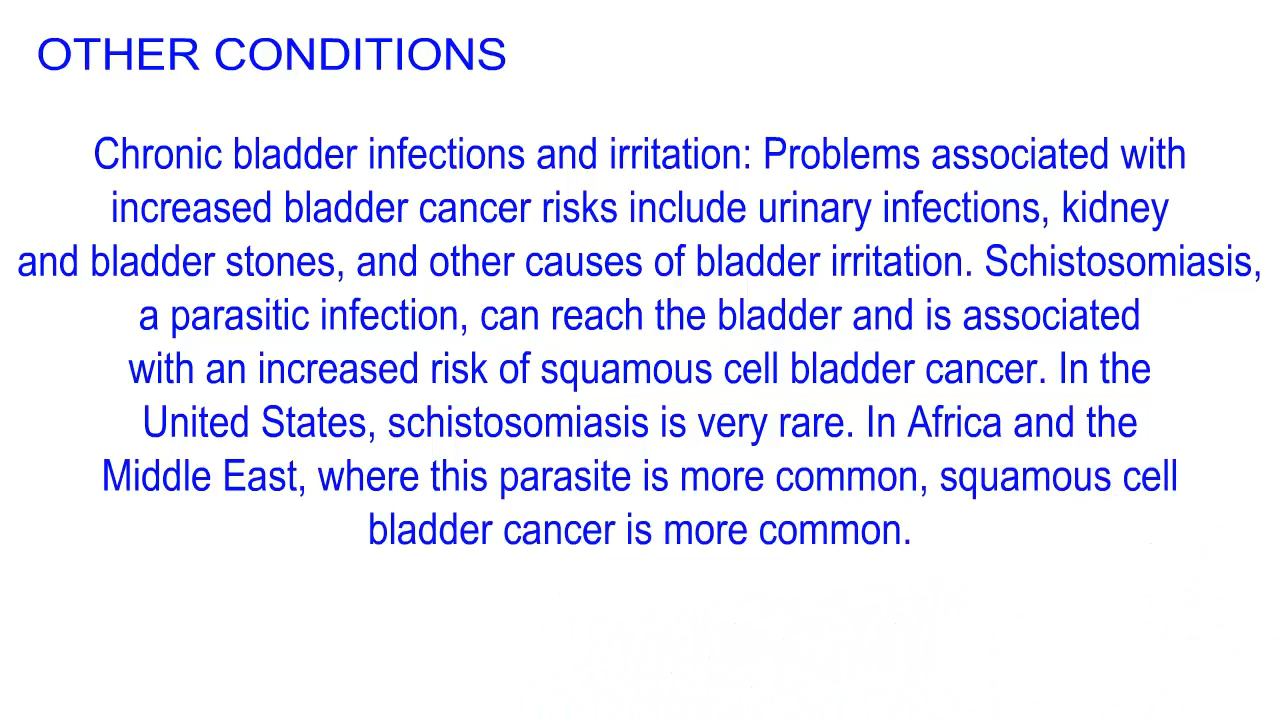 OTHER CONDITIONS
Chronic bladder infections and irritation: Problems associated with
increased bladder cancer risks include urinary infections, kidney
and bladder stones, and other causes of bladder irritation. Schistosomiasis,
a parasitic infection, can reach the bladder and is associated
with an increased risk of squamous cell bladder cancer. In the
United States, schistosomiasis is very rare. In Africa and the
Middle East, where this parasite is more common, squamous cell
bladder cancer is more common.